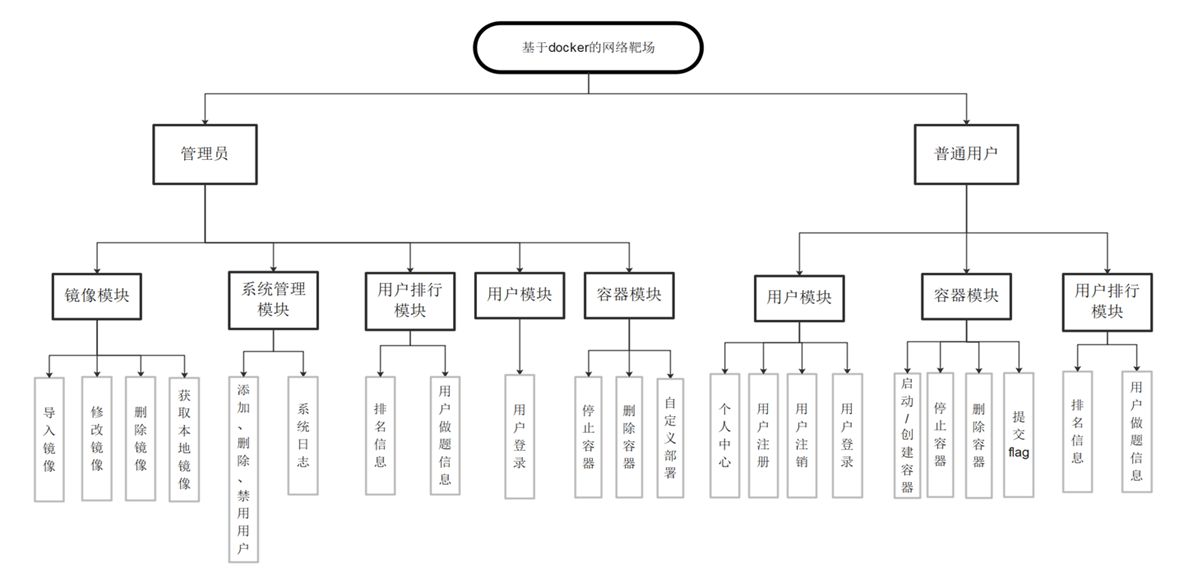 基于docker的网络靶场
管理员
普通用户
镜像模块
系统管理
模块
用户排行
模块
用户模块
容器模块
用户模块
容器模块
用户排行
模块
导入镜像
修改镜像
删除镜像
获取本地镜像
添加、删除、禁用用户
系统日志
排名信息
用户做题信息
用户登录
停止容器
删除容器
自定义部署
个人中心
用户注册
用户注销
用户登录
启动/创建容器
停止容器
删除容器
提交
flag
排名信息
用户做题信息